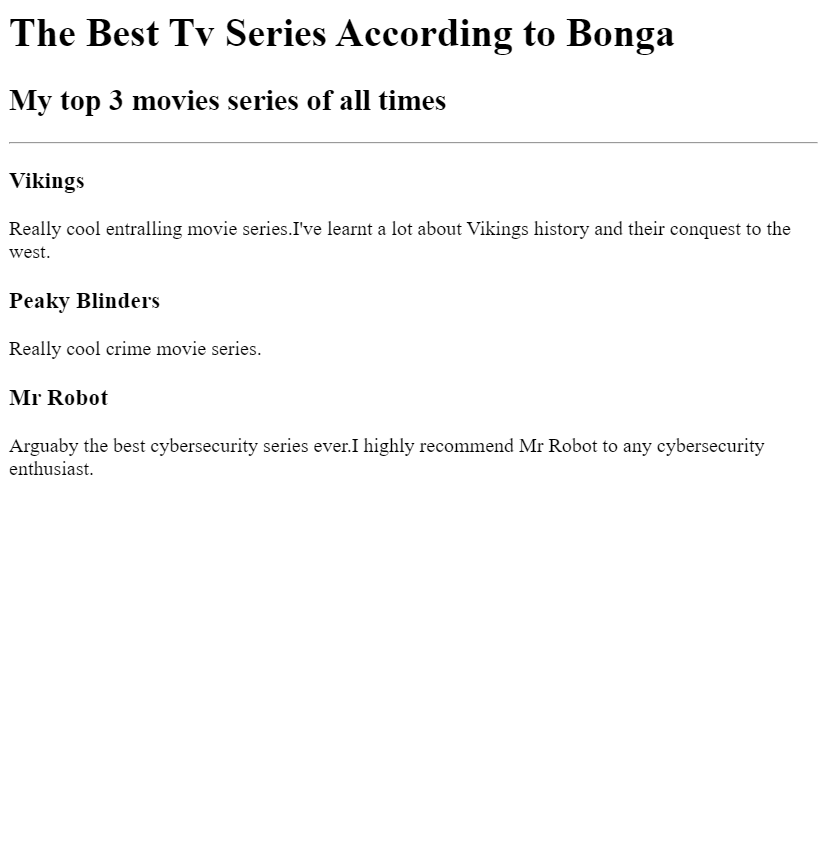 The Best Tv Series According to Bonga
My top 3 movies series of all times
Vikings
Really cool entralling movie series.I've learnt a lot about Vikings history and their conquest to the
west.
Peaky Blinders
Really cool crime movie series.
Mr Robot
Arguaby the best cybersecurity series ever.I highly recommend Mr Robot to any cybersecurity
enthusiast.